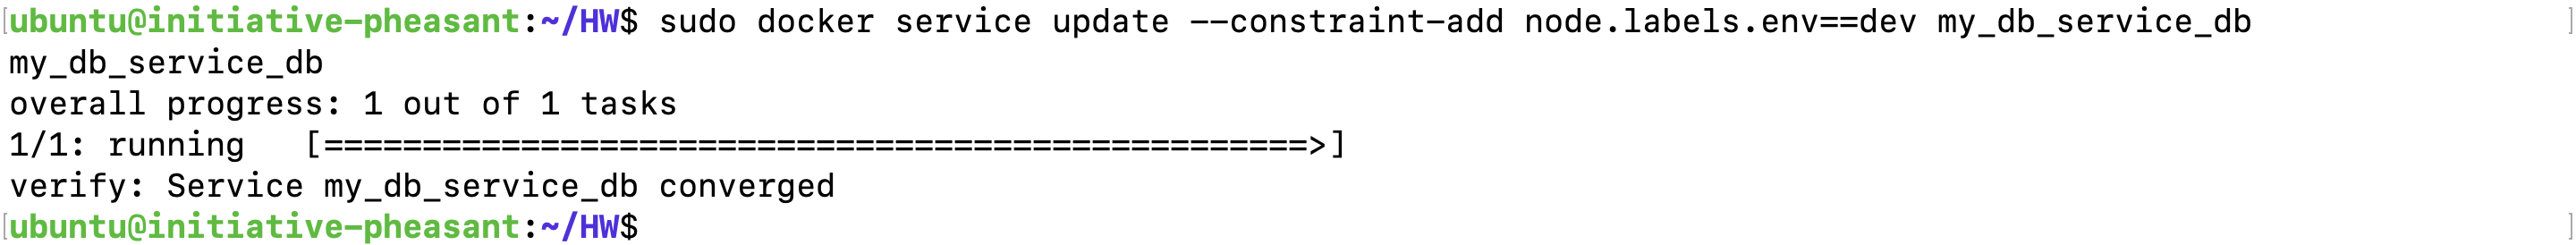 [ubuntu@initiative-pheasant:~/HW$ sudo docker service update --constraint-add node.labels.env==dev my_db_service_db ]
my_db_service_db
overall progress: 1 out of 1 tasks
1/1: running   [==================================================>]
verify: Service my_db_service_db converged
[ubuntu@initiative-pheasant:~/HW$ ]